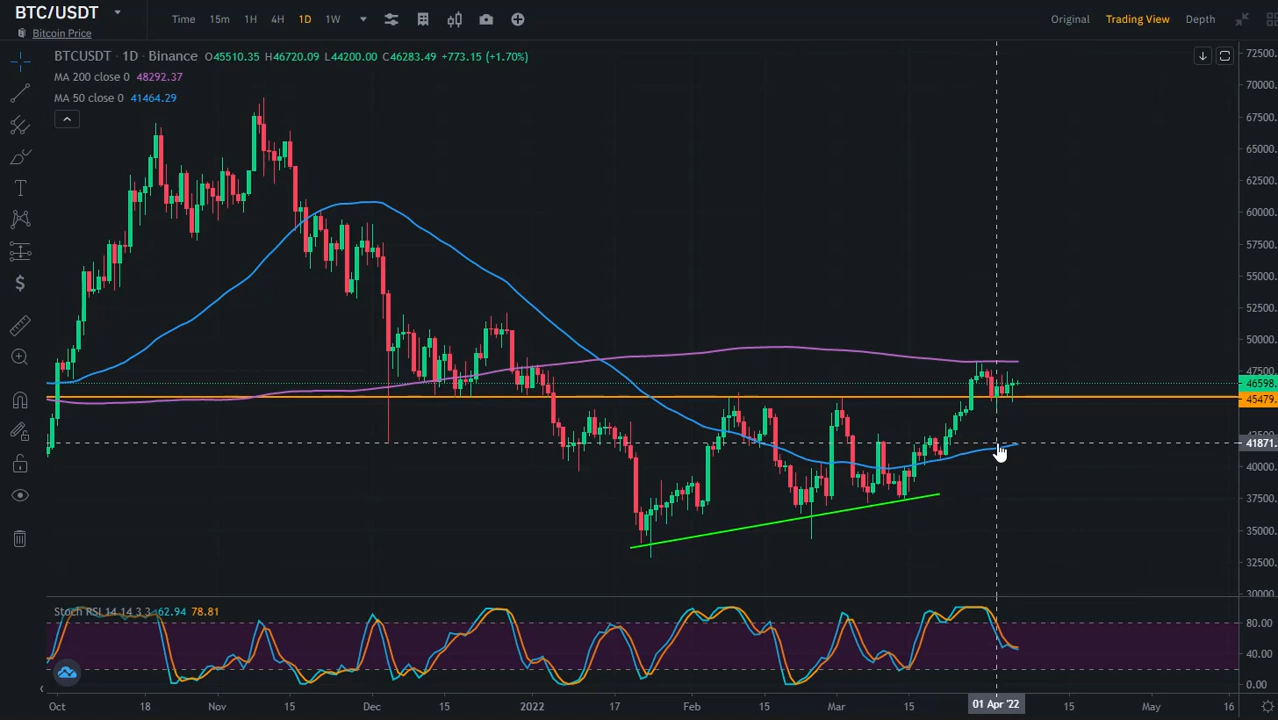 BTC/USDT
Bitcoin Price
Time 15m 1H 4H 1D 1W
Original Trading View Depth
BTCUSDT · 1D · Binance O45510.35 H46720.09 L44200.00 C46283.49 +773.15 (+1.70%)
MA 200 close 0 48292.37
MA 50 close 0 41464.29
72500.
70000.
67500.
65000.
62500.
60000.
57500.
55000.
52500.
50000.
47500.
46598.
45479.
41871.
40000.
37500.
35000.
32500.
30000.
Stoch RSI 14 14 3 3 62.94 78.81
80.00
40.00
0.00
Oct 18 Nov 15 Dec 15 2022 17 Feb 15 Mar 15 01 Apr '22 15 May 16